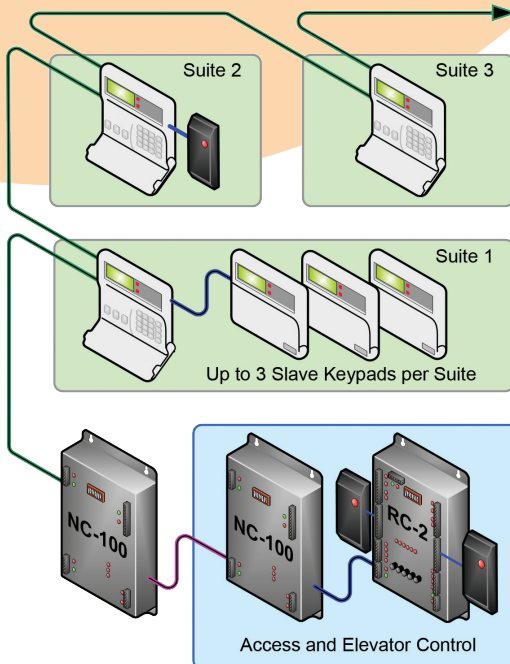 Suite 2
Suite 3
Suite 1
Up to 3 Slave Keypads per Suite
NC-100
NC-100
RC-2
Access and Elevator Control